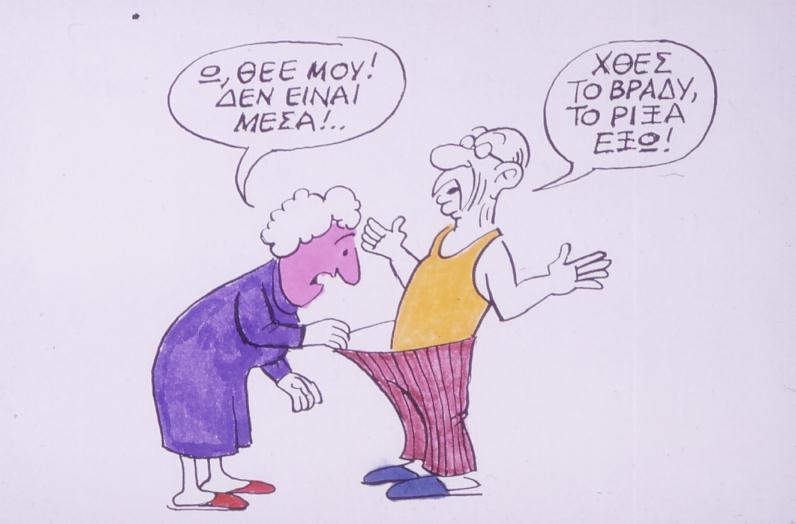 Ω, ΘΕΕ ΜΟΥ!
ΔΕΝ ΕΙΝΑΙ
ΜΕΣΑ!..
ΧΘΕΣ
ΤΟ ΒΡΑΔΥ,
ΤΟ ΡΙΞΑ
ΕΞΩ!